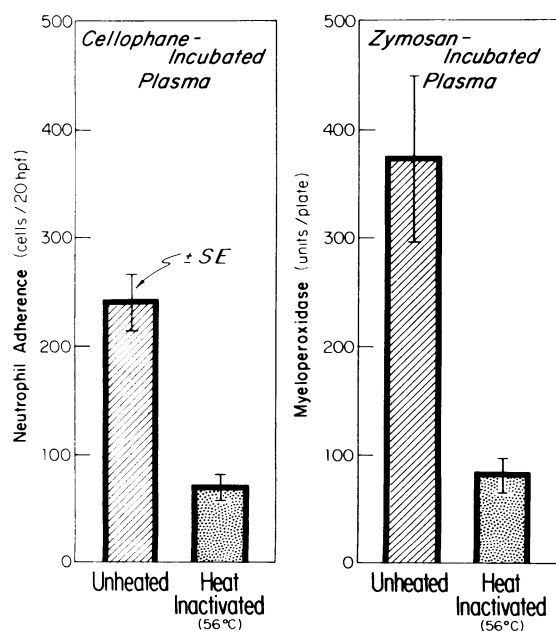 Cellophane–
Incubated
Plasma
Neutrophil Adherence (cells/20 hpf)
500
400
300
200
100
0
± SE
Unheated
Heat
Inactivated
(56°C)
Zymosan–
Incubated
Plasma
Myeloperoxidase (units/plate)
500
400
300
200
100
0
Unheated
Heat
Inactivated
(56°C)